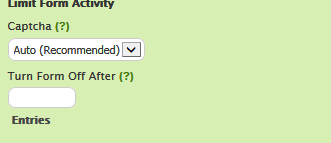 Limit Form Activity
Captcha (?)
Auto (Recommended)
Turn Form Off After (?)
Entries